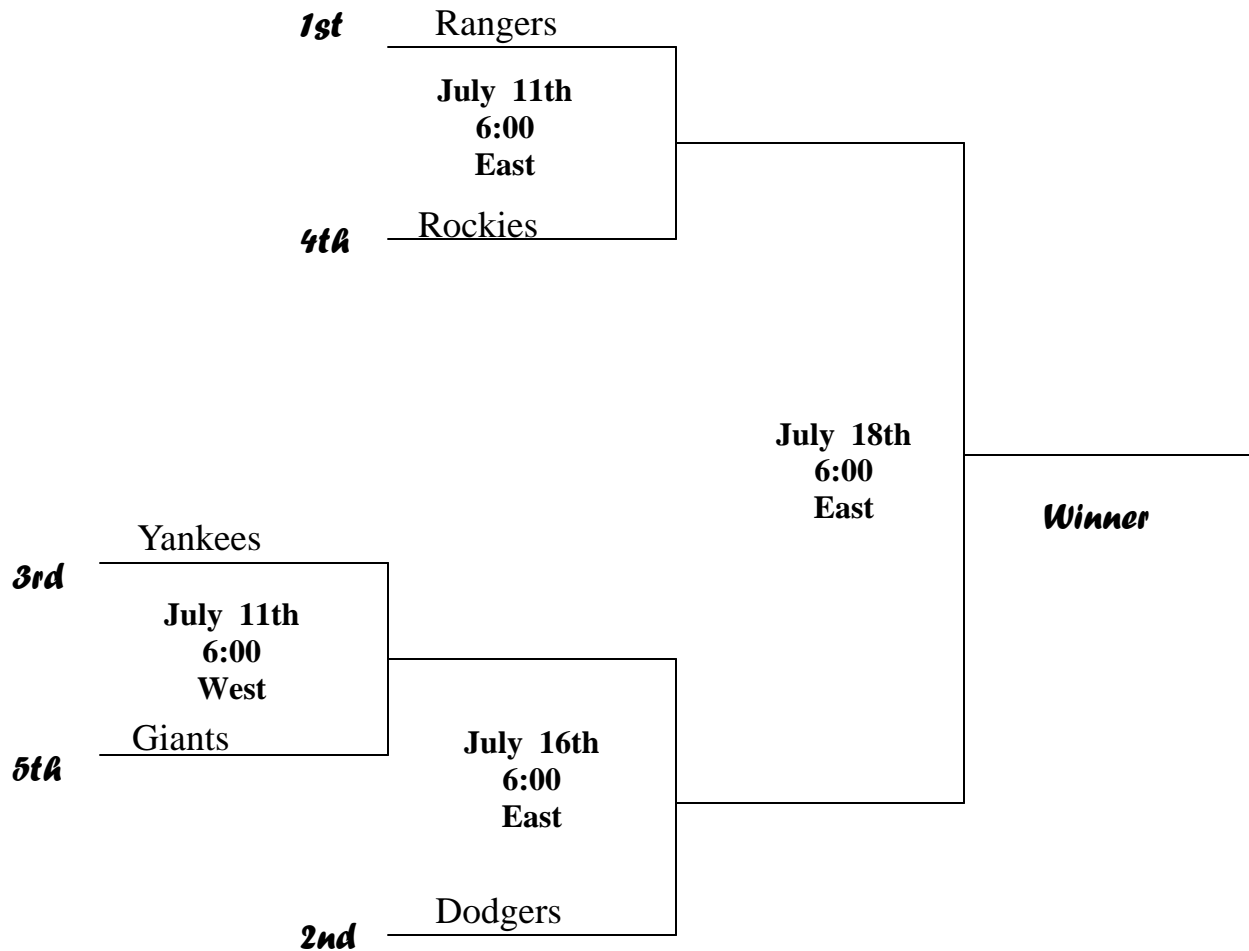 1st Rangers
July 11th
6:00
East
4th Rockies
July 18th
6:00
East
Winner
Yankees
3rd
July 11th
6:00
West
Giants
5th
July 16th
6:00
East
Dodgers
2nd